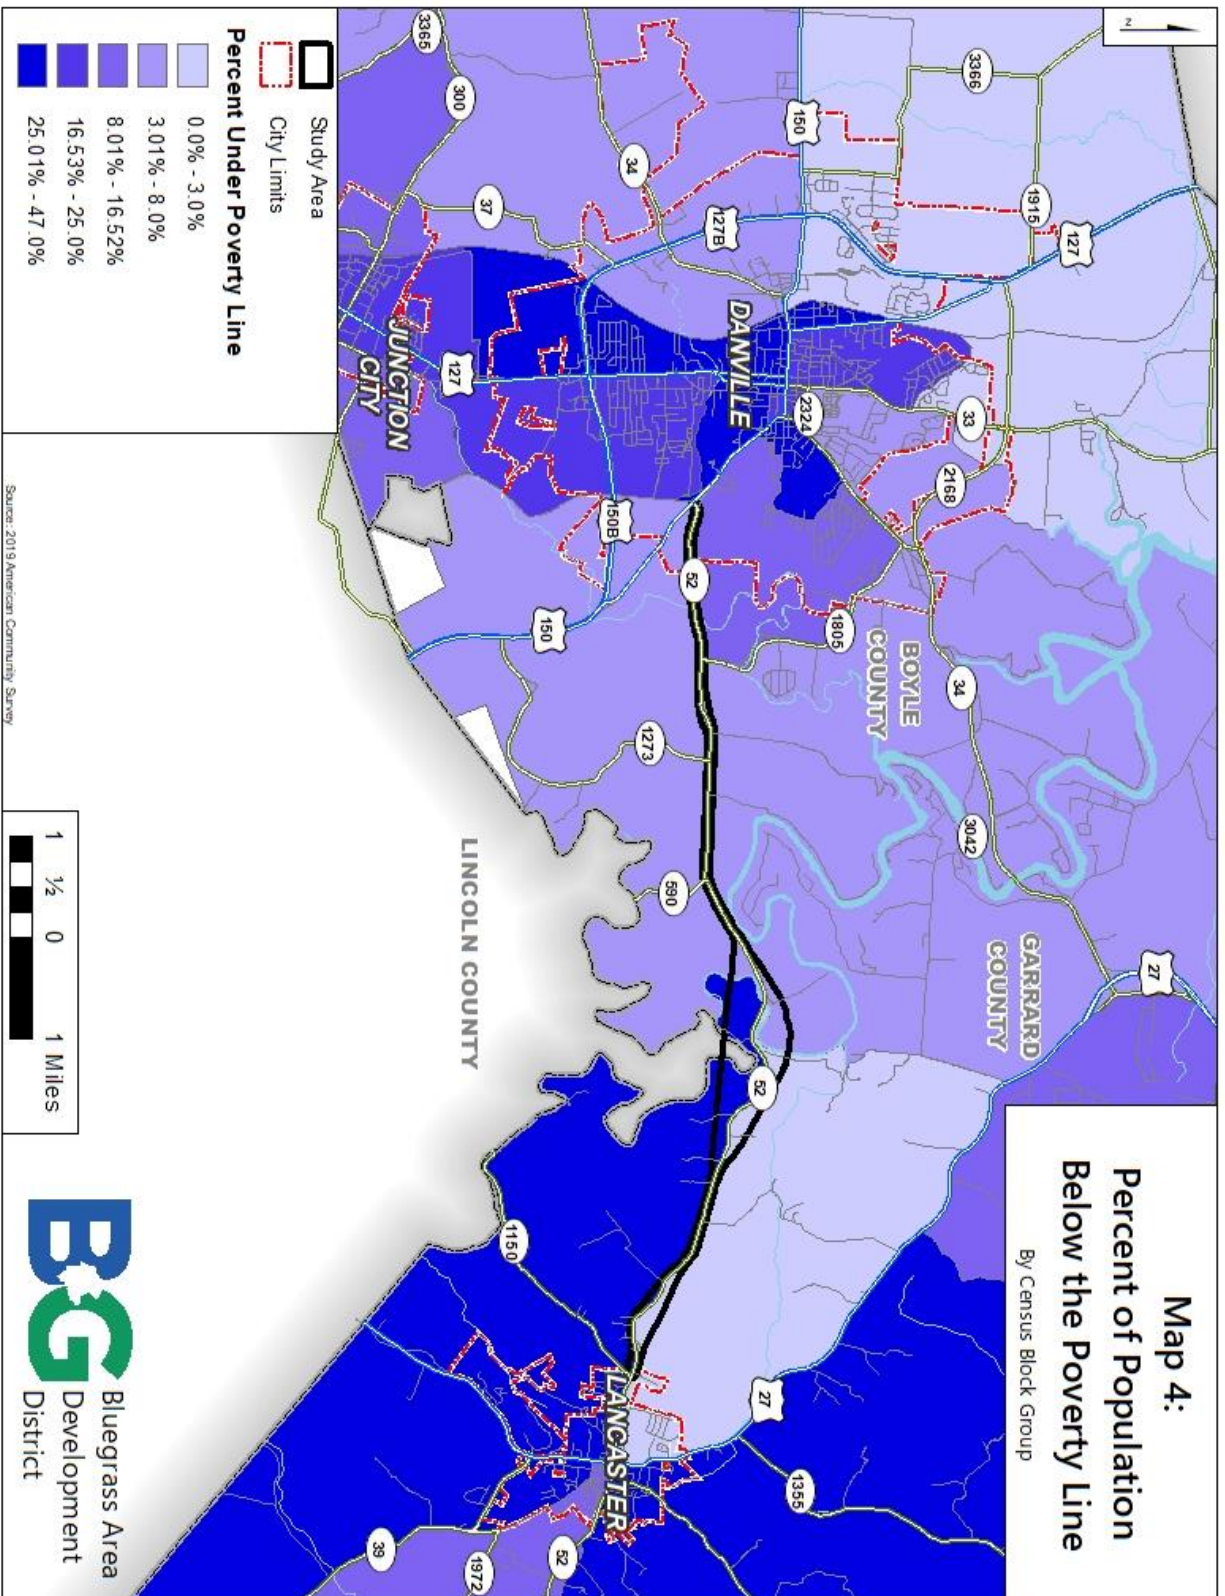 Map 4:
Percent of Population
Below the Poverty Line
By Census Block Group
N
3366
1915
127
27
150
33
2168
34
3042
GARRARD
COUNTY
BOYLE
COUNTY
1805
2324
127B
34
DANVILLE
52
52
27
1355
3365
300
37
150B
150
1273
590
127
JUNCTION
CITY
LINCOLN COUNTY
1150
LANCASTER
52
1972
39
Study Area
City Limits
Percent Under Poverty Line
0.0% - 3.0%
3.01% - 8.0%
8.01% - 16.52%
16.53% - 25.0%
25.01% - 47.0%
1 ½ 0 1 Miles
Source: 2019 American Community Survey
BG
Bluegrass Area
Development
District